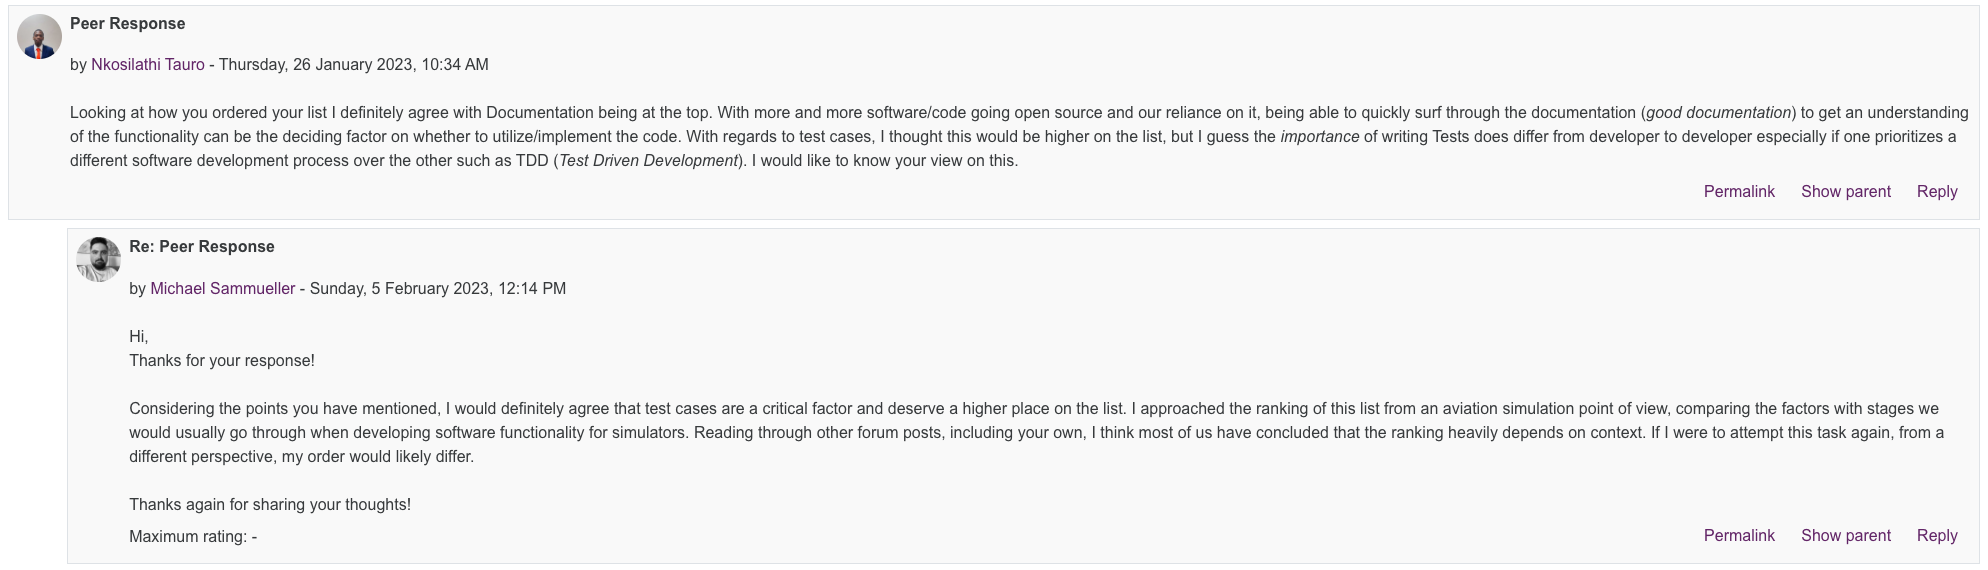 Peer Response
by Nkosilathi Tauro - Thursday, 26 January 2023, 10:34 AM
Looking at how you ordered your list I definitely agree with Documentation being at the top. With more and more software/code going open source and our reliance on it, being able to quickly surf through the documentation (good documentation) to get an understanding
of the functionality can be the deciding factor on whether to utilize/implement the code. With regards to test cases, I thought this would be higher on the list, but I guess the importance of writing Tests does differ from developer to developer especially if one prioritizes a
different software development process over the other such as TDD (Test Driven Development). I would like to know your view on this.
Permalink Show parent Reply
Re: Peer Response
by Michael Sammueller - Sunday, 5 February 2023, 12:14 PM
Hi,
Thanks for your response!
Considering the points you have mentioned, I would definitely agree that test cases are a critical factor and deserve a higher place on the list. I approached the ranking of this list from an aviation simulation point of view, comparing the factors with stages we
would usually go through when developing software functionality for simulators. Reading through other forum posts, including your own, I think most of us have concluded that the ranking heavily depends on context. If I were to attempt this task again, from a
different perspective, my order would likely differ.
Thanks again for sharing your thoughts!
Maximum rating: -
Permalink Show parent Reply